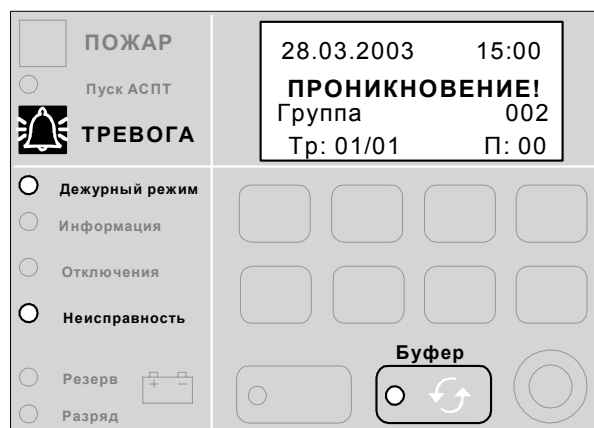 ПОЖАР
Пуск АСПТ
ТРЕВОГА
28.03.2003 15:00
ПРОНИКНОВЕНИЕ!
Группа 002
Тр: 01/01 П: 00
Дежурный режим
Информация
Отключения
Неисправность
Резерв
Разряд
Буфер